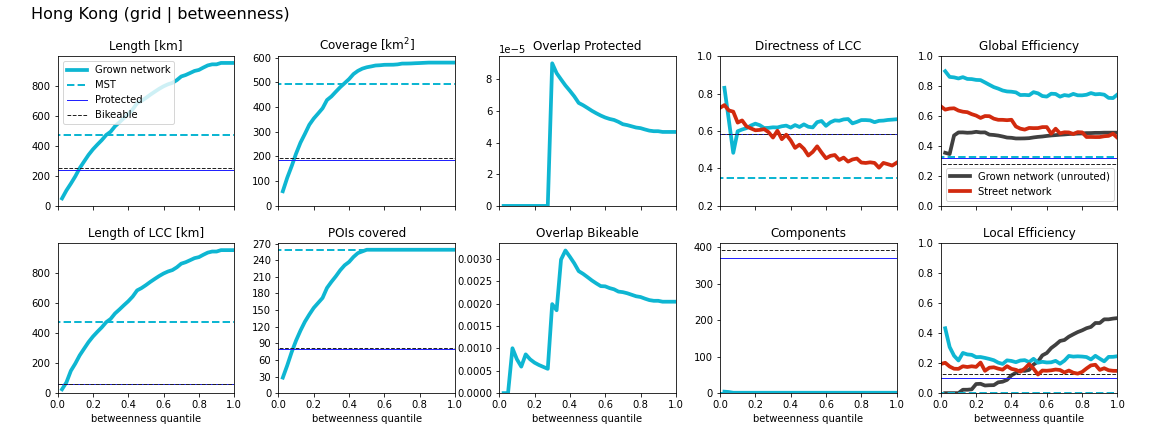 Hong Kong (grid | betweenness)
Length [km]
Coverage [km²]
Overlap Protected
Directness of LCC
Global Efficiency
Grown network
MST
Protected
Bikeable
0
200
400
600
800
0
100
200
300
400
500
600
1e−5
0
2
4
6
8
0.2
0.4
0.6
0.8
1.0
0.0
0.2
0.4
0.6
0.8
1.0
Grown network (unrouted)
Street network
Length of LCC [km]
POIs covered
Overlap Bikeable
Components
Local Efficiency
0
200
400
600
800
0
30
60
90
120
150
180
210
240
270
0.0000
0.0005
0.0010
0.0015
0.0020
0.0025
0.0030
0
100
200
300
400
0.0
0.2
0.4
0.6
0.8
1.0
0.0 0.2 0.4 0.6 0.8 1.0
0.0 0.2 0.4 0.6 0.8 1.0
0.0 0.2 0.4 0.6 0.8 1.0
0.0 0.2 0.4 0.6 0.8 1.0
0.0 0.2 0.4 0.6 0.8 1.0
betweenness quantile
betweenness quantile
betweenness quantile
betweenness quantile
betweenness quantile